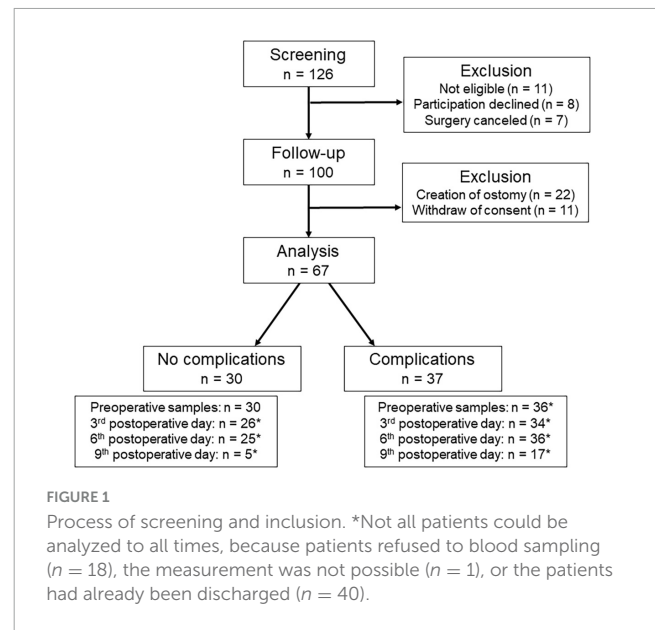 Screening
n = 126
Exclusion
Not eligible (n = 11)
Participation declined (n = 8)
Surgery canceled (n = 7)
Follow-up
n = 100
Exclusion
Creation of ostomy (n = 22)
Withdraw of consent (n = 11)
Analysis
n = 67
No complications
n = 30
Complications
n = 37
Preoperative samples: n = 30
3rd postoperative day: n = 26*
6th postoperative day: n = 25*
9th postoperative day: n = 5*
Preoperative samples: n = 36*
3rd postoperative day: n = 34*
6th postoperative day: n = 36*
9th postoperative day: n = 17*
FIGURE 1
Process of screening and inclusion. *Not all patients could be
analyzed to all times, because patients refused to blood sampling
(n = 18), the measurement was not possible (n = 1), or the patients
had already been discharged (n = 40).